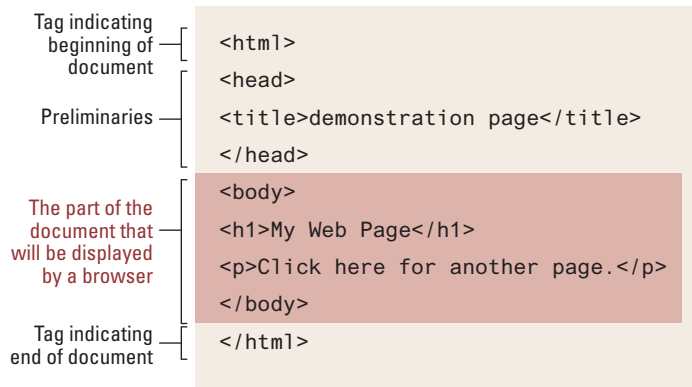 Tag indicating
beginning of
document
<html>
<head>
Preliminaries
<title>demonstration page</title>
</head>
<body>
The part of the
document that
will be displayed
by a browser
<h1>My Web Page</h1>
<p>Click here for another page.</p>
</body>
Tag indicating
end of document
</html>